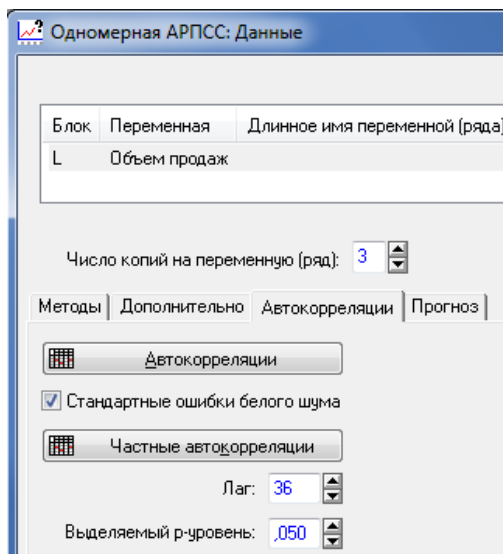 Одномерная АРПСС: Данные
Блок Переменная Длинное имя переменной (ряда)
L Объем продаж
Число копий на переменную (ряд): 3
Методы Дополнительно Автокорреляции Прогноз
Автокорреляции
Стандартные ошибки белого шума
Частные автокорреляции
Лаг: 36
Выделяемый р-уровень: ,050